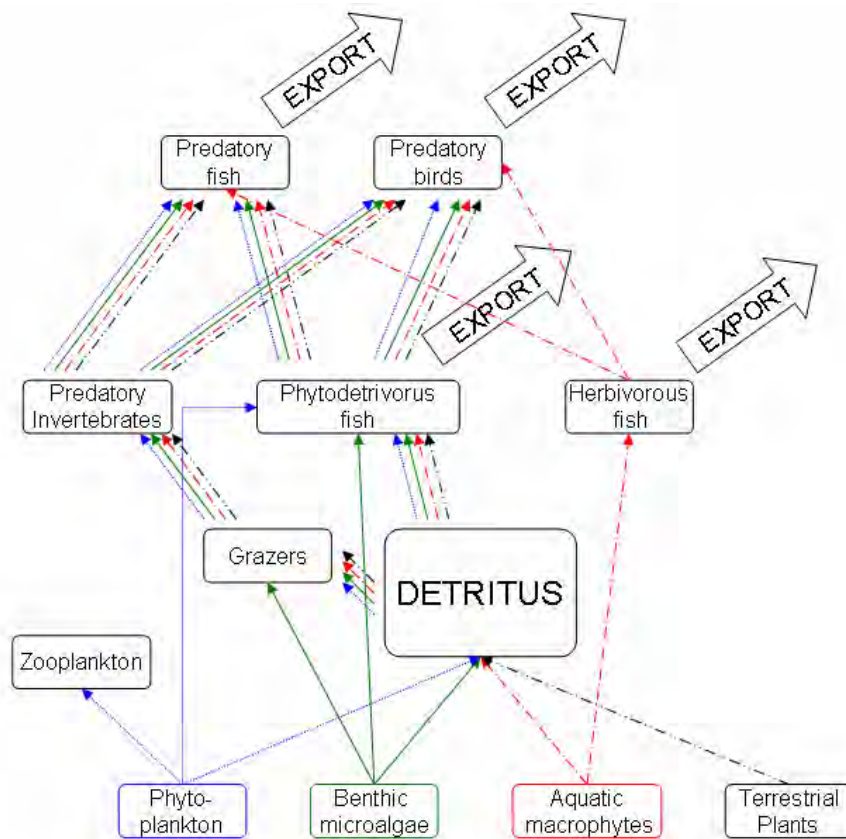 EXPORT
EXPORT
Predatory
fish
Predatory
birds
EXPORT
EXPORT
Predatory
Invertebrates
Phytodetrivorus
fish
Herbivorous
fish
Grazers
DETRITUS
Zooplankton
Phyto-
plankton
Benthic
microalgae
Aquatic
macrophytes
Terrestrial
Plants